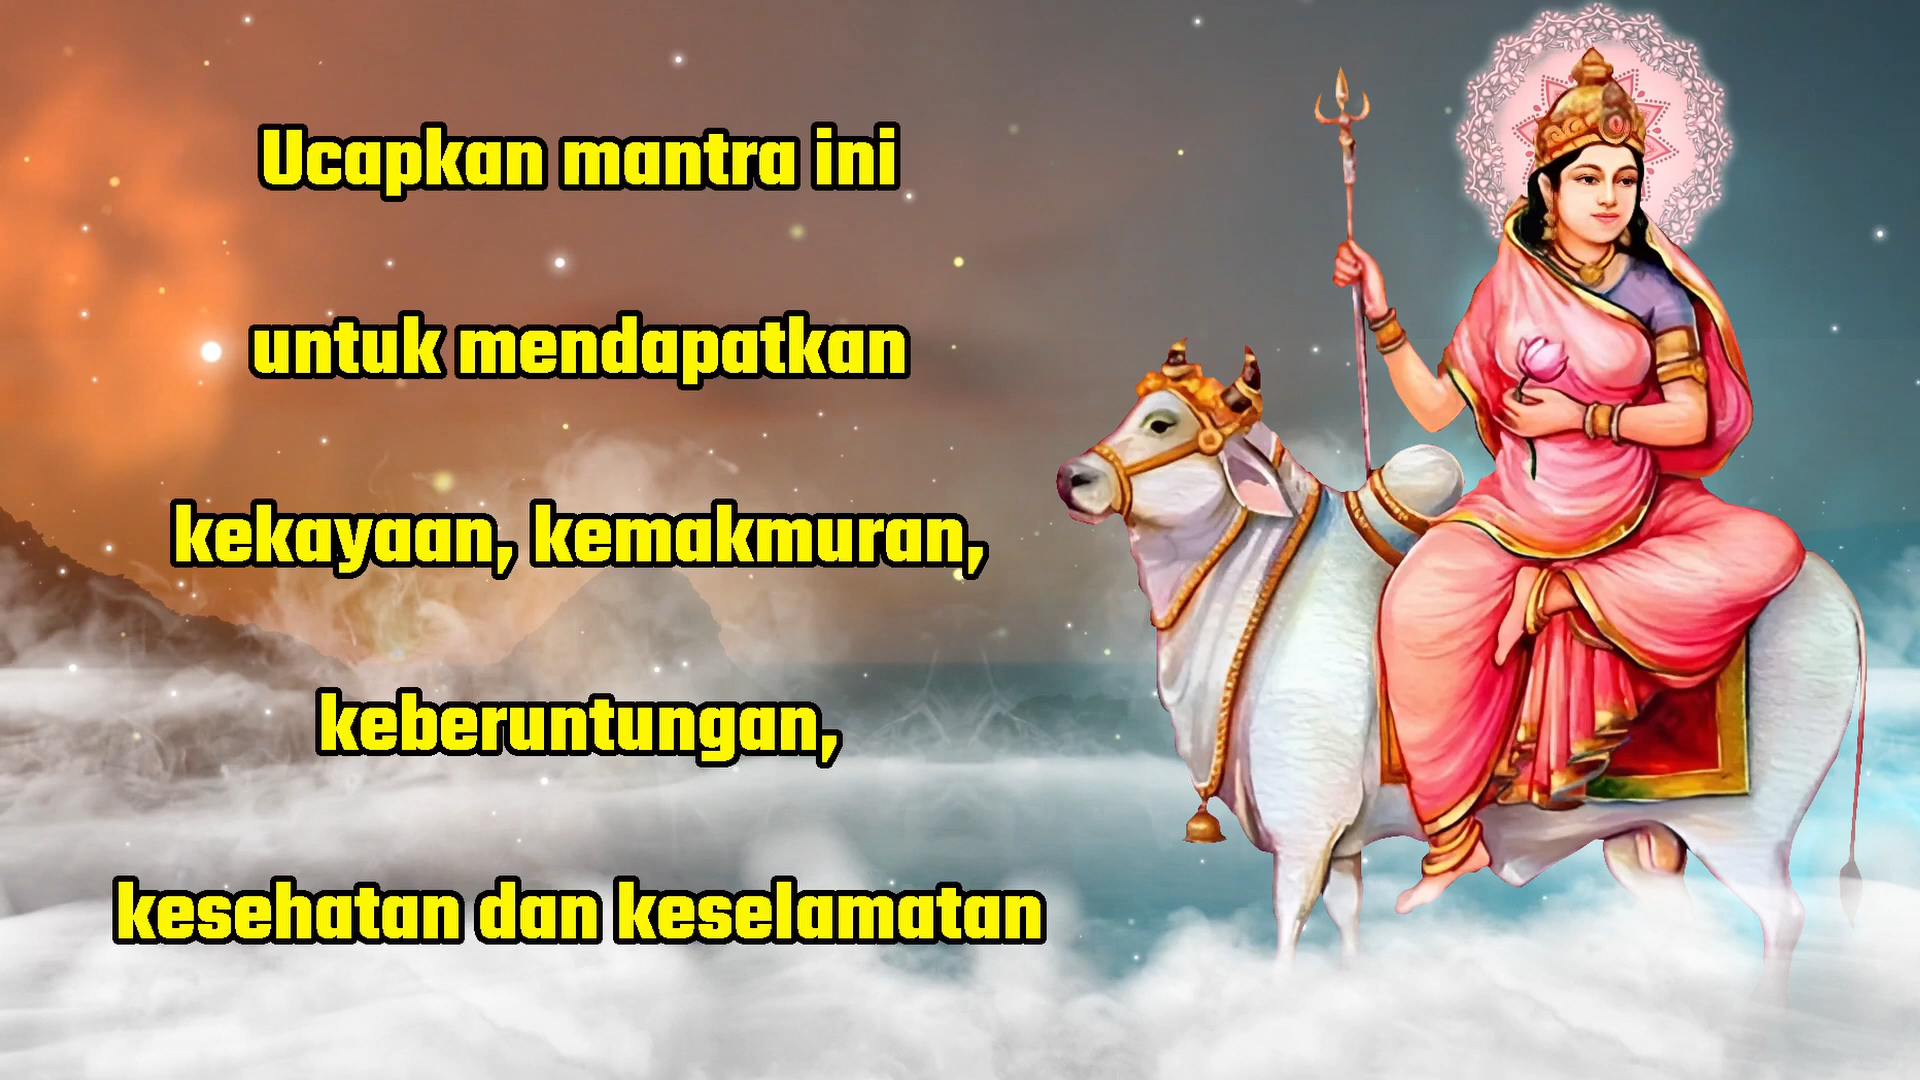 Ucapkan mantra ini
untuk mendapatkan
kekayaan, kemakmuran,
keberuntungan,
kesehatan dan keselamatan